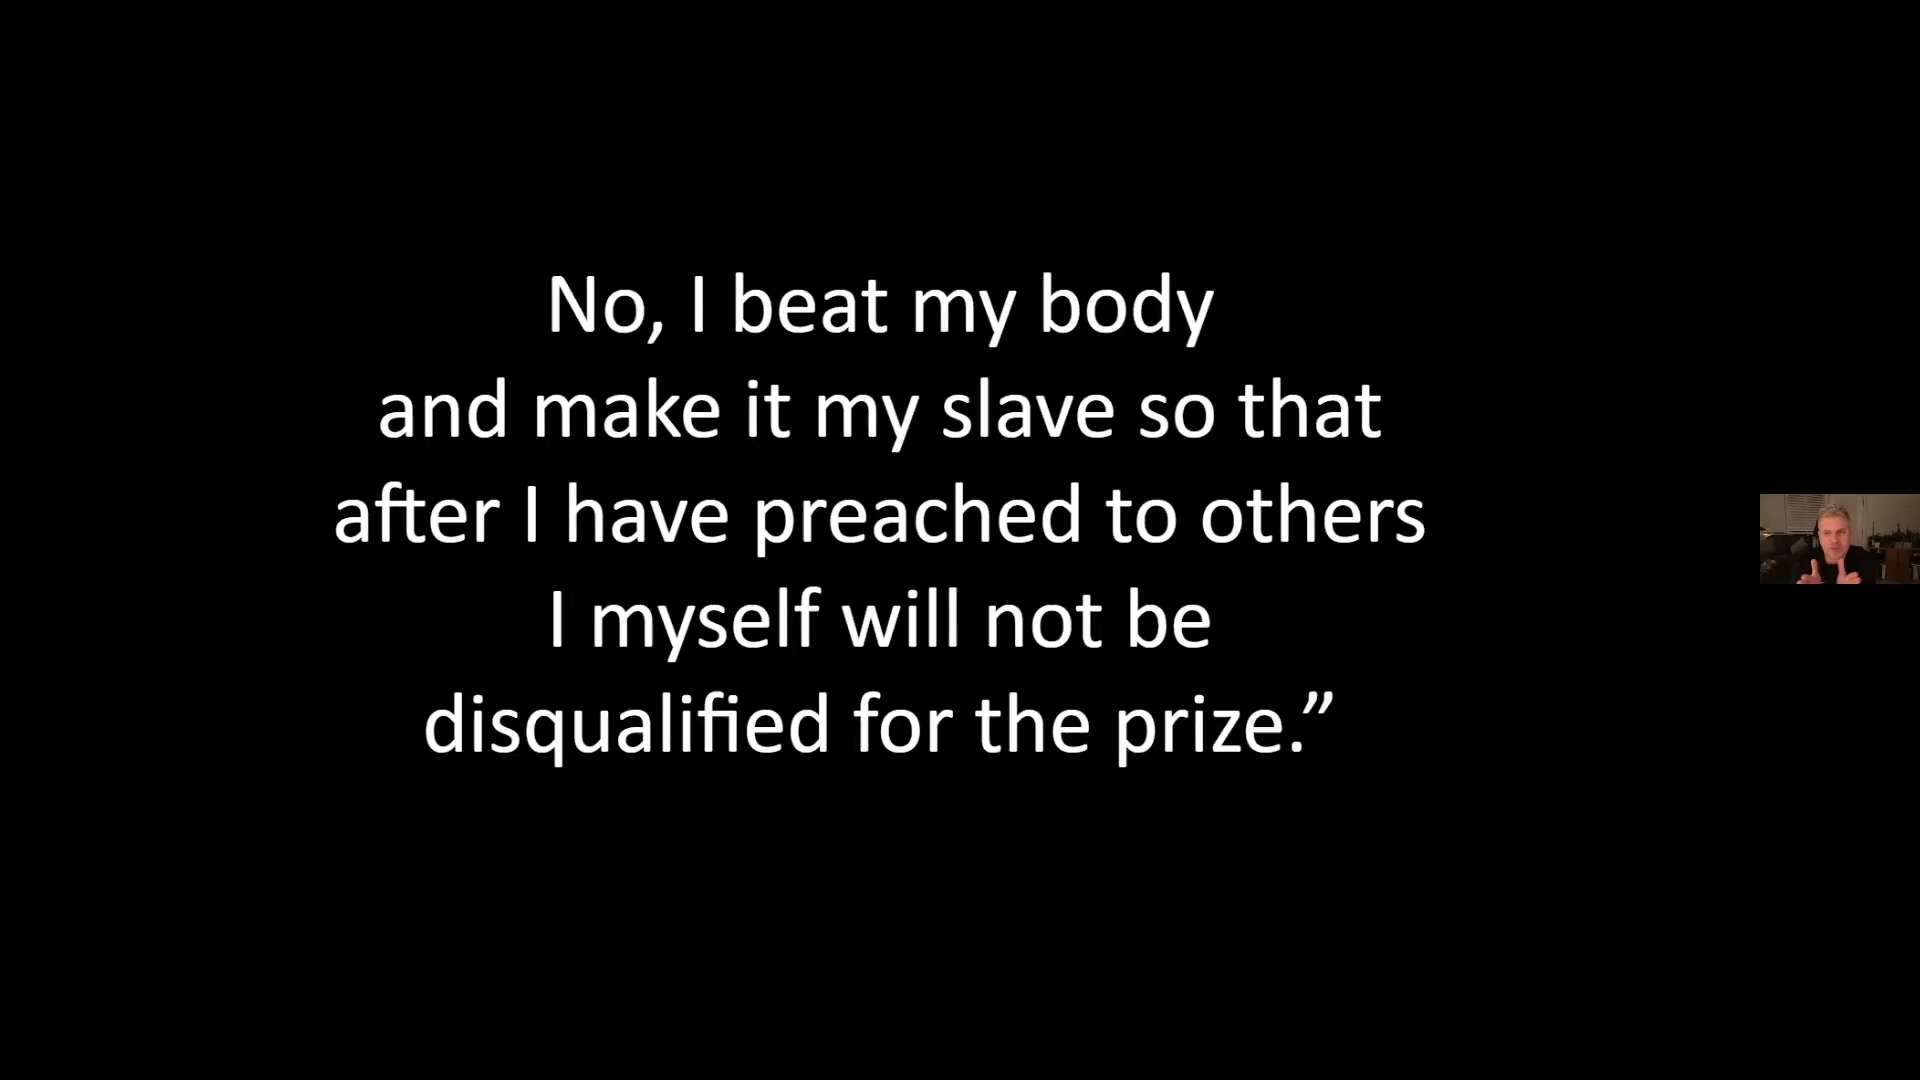 No, I beat my body
and make it my slave so that
after I have preached to others
I myself will not be
disqualified for the prize.”